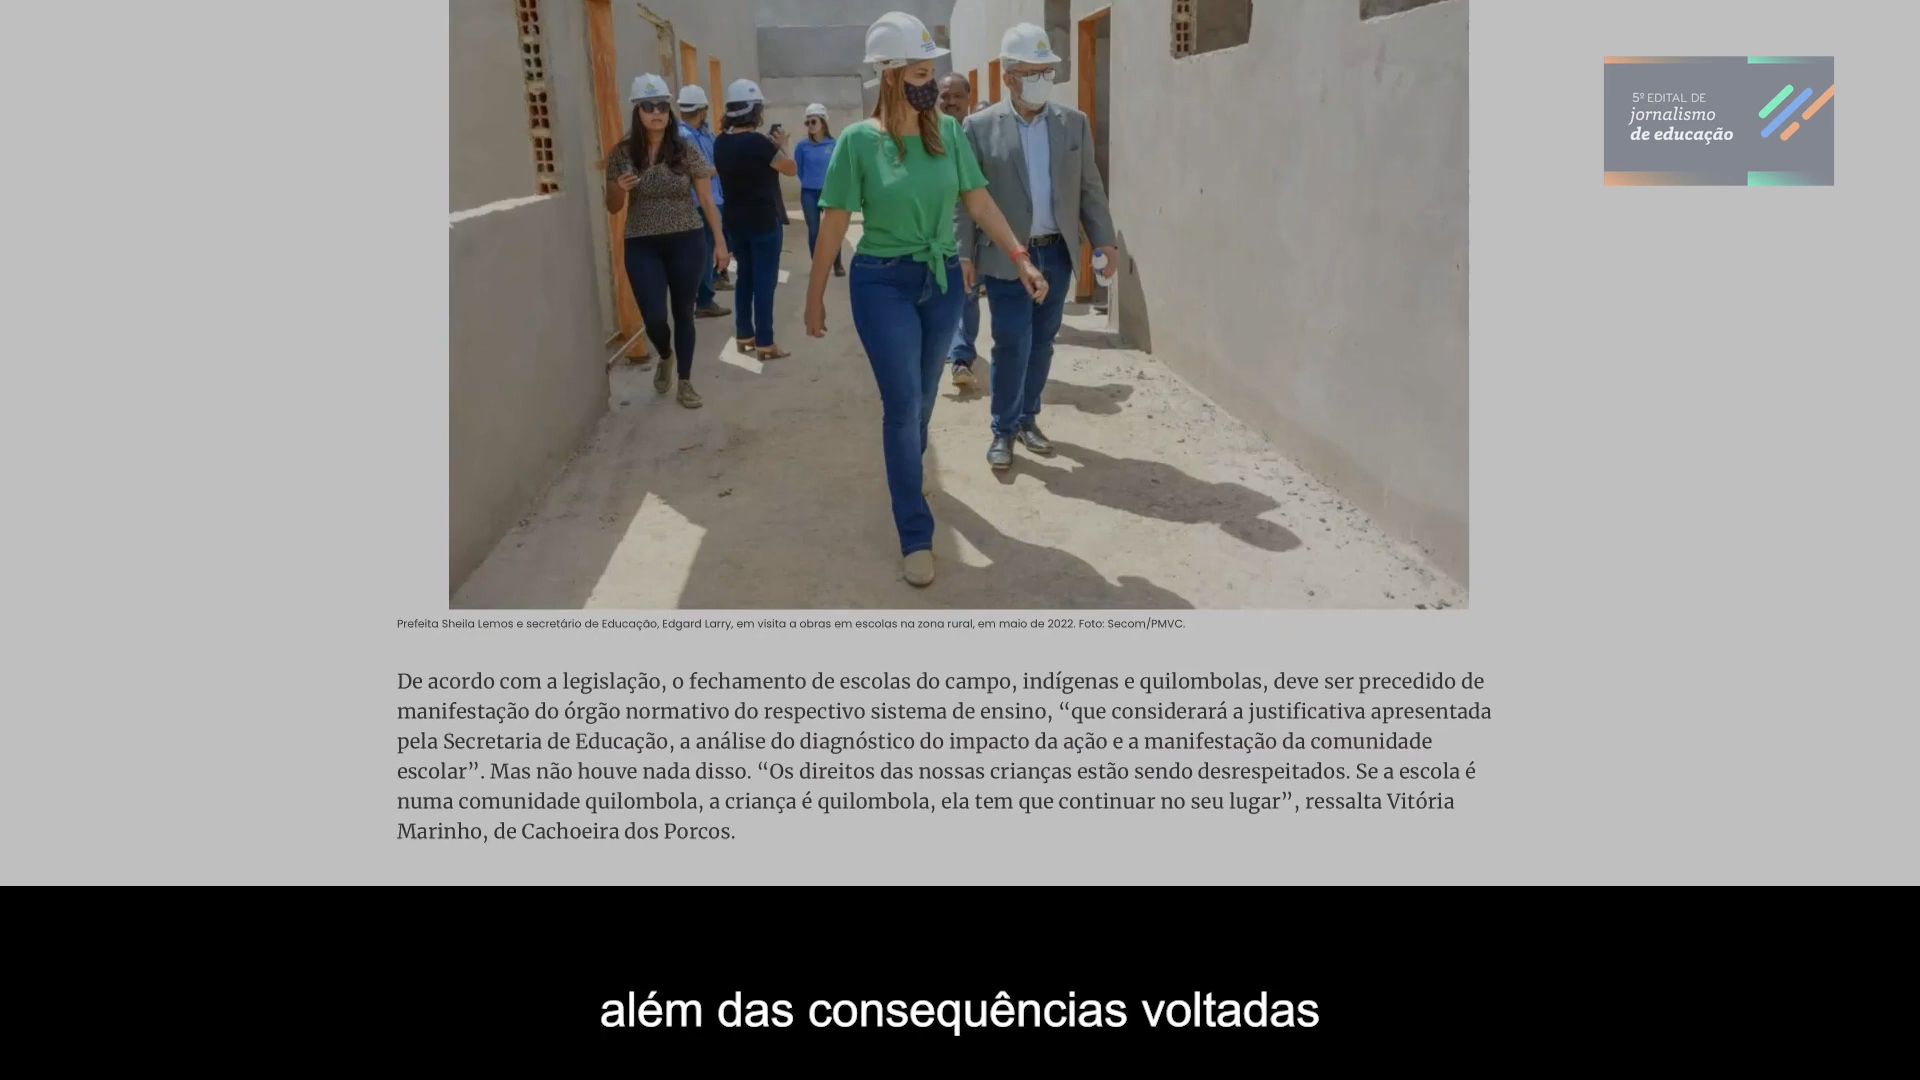 5º EDITAL DE
jornalismo
de educação
Prefeita Sheila Lemos e secretário de Educação, Edgard Larry, em visita a obras em escolas na zona rural, em maio de 2022. Foto: Secom/PMVC.
De acordo com a legislação, o fechamento de escolas do campo, indígenas e quilombolas, deve ser precedido de
manifestação do órgão normativo do respectivo sistema de ensino, “que considerará a justificativa apresentada
pela Secretaria de Educação, a análise do diagnóstico do impacto da ação e a manifestação da comunidade
escolar”. Mas não houve nada disso. “Os direitos das nossas crianças estão sendo desrespeitados. Se a escola é
numa comunidade quilombola, a criança é quilombola, ela tem que continuar no seu lugar”, ressalta Vitória
Marinho, de Cachoeira dos Porcos.
além das consequências voltadas